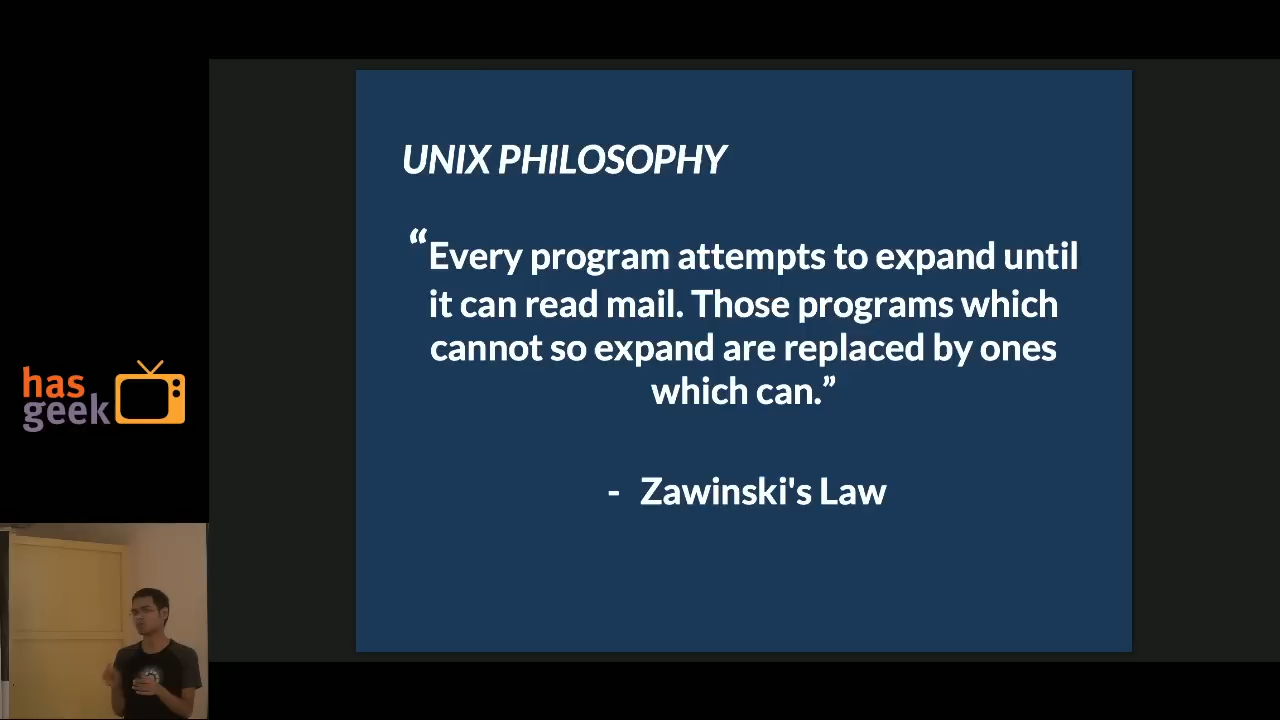 UNIX PHILOSOPHY
“Every program attempts to expand until
it can read mail. Those programs which
cannot so expand are replaced by ones
which can.”
- Zawinski's Law
has
geek